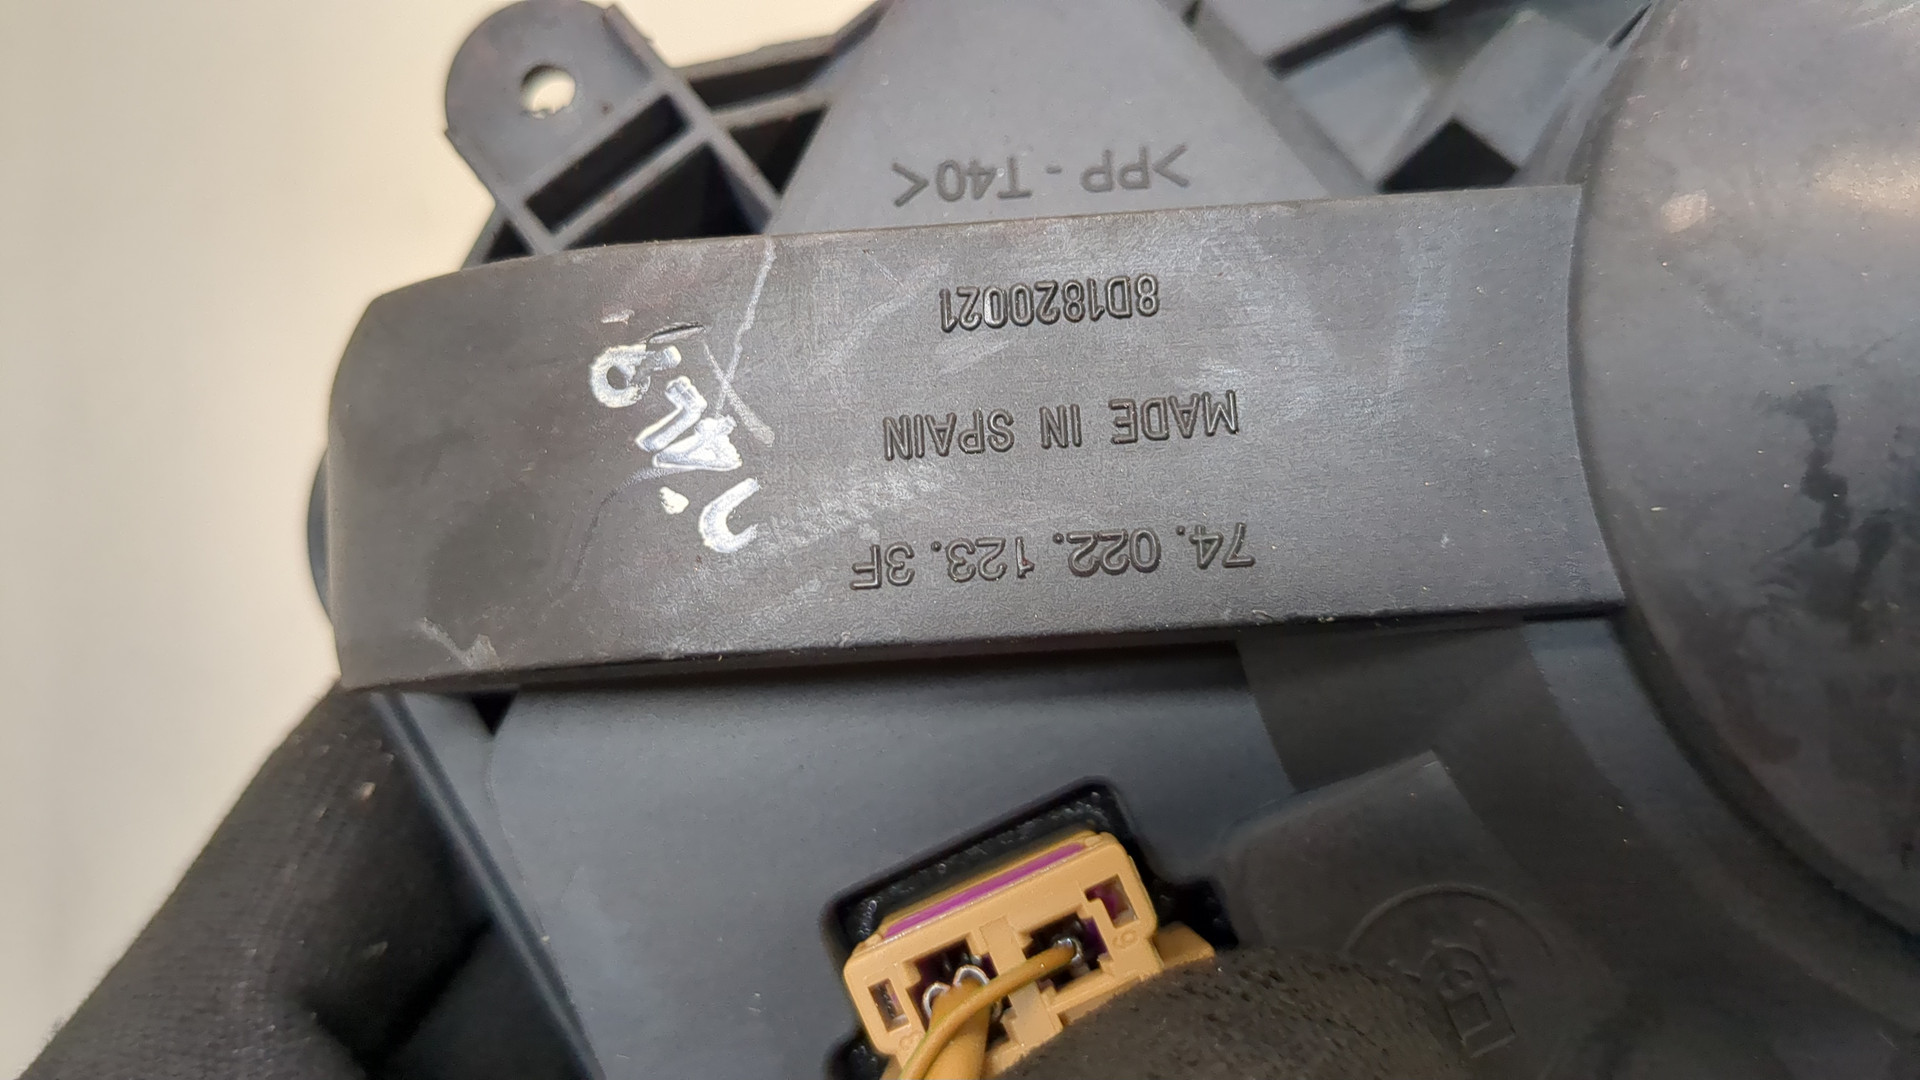 74.022.123.3F
MADE IN SPAIN
8D1820021
>PP-T40<